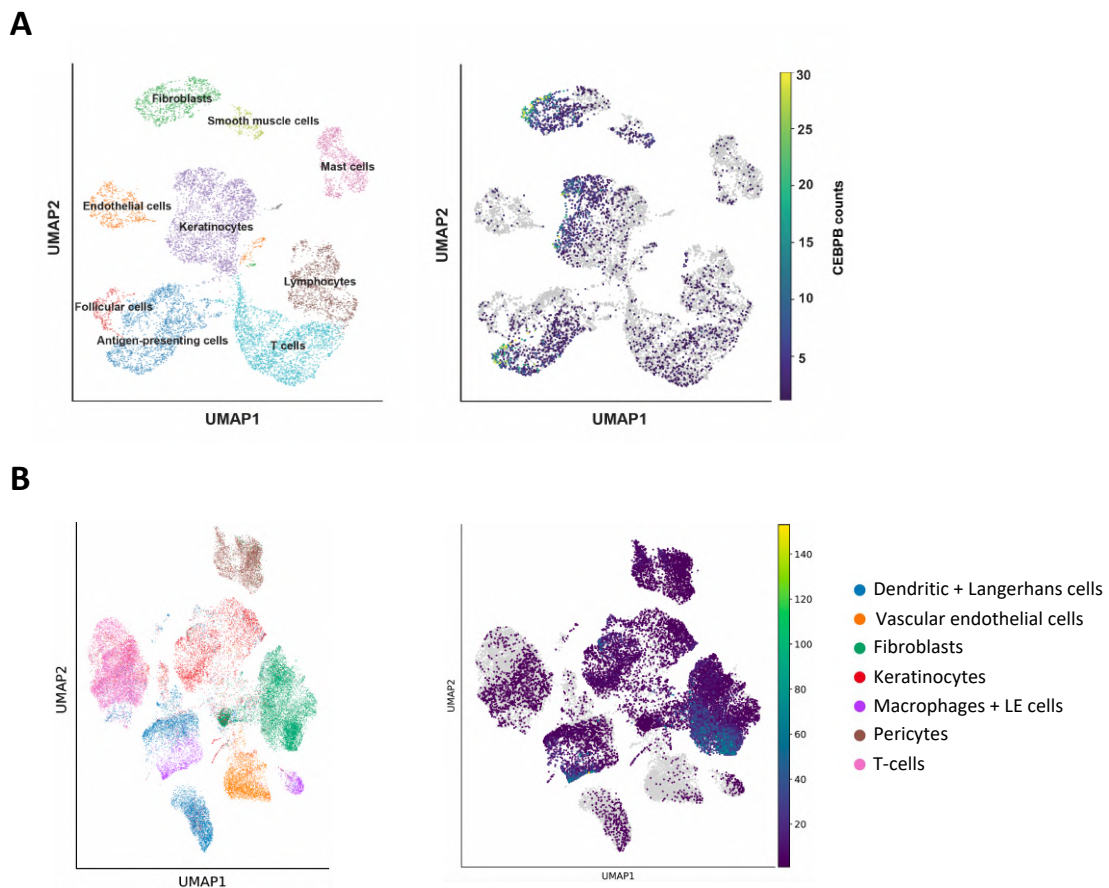 A
Fibroblasts
Smooth muscle cells
Mast cells
Endothelial cells
Keratinocytes
Lymphocytes
Follicular cells
Antigen-presenting cells
T cells
UMAP2
UMAP1
UMAP1
30
25
20
15
10
5
CEBPB counts
B
UMAP2
UMAP1
UMAP2
UMAP1
140
120
100
80
60
40
20
Dendritic + Langerhans cells
Vascular endothelial cells
Fibroblasts
Keratinocytes
Macrophages + LE cells
Pericytes
T-cells